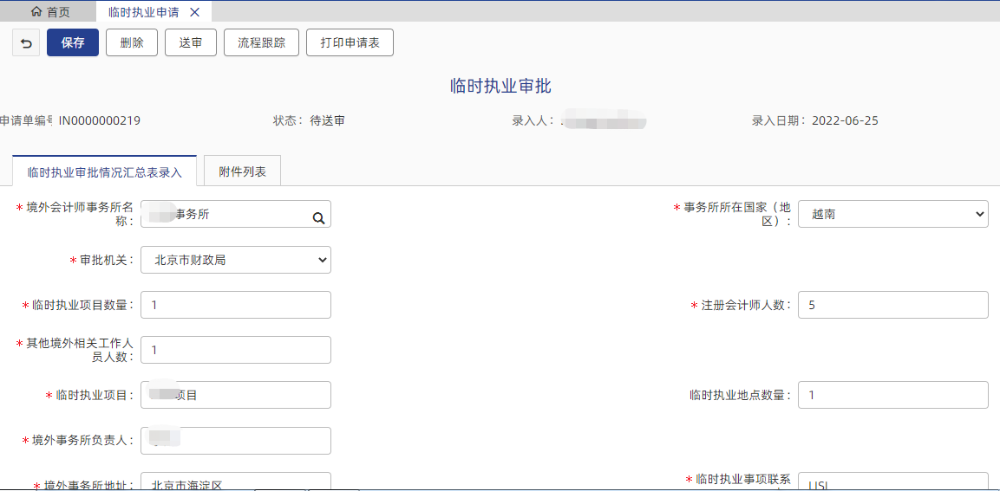 首页 临时执业申请
保存 删除 送审 流程跟踪 打印申请表
临时执业审批
申请单编号 IN0000000219 状态： 待送审 录入人： 录入日期： 2022-06-25
临时执业审批情况汇总表录入 附件列表
* 境外会计师事务所名
称： 事务所
* 事务所所在国家（地
区）： 越南
* 审批机关： 北京市财政局
* 临时执业项目数量： 1 * 注册会计师人数： 5
* 其他境外相关工作人
员人数： 1
* 临时执业项目： 项目 临时执业地点数量： 1
* 境外事务所负责人：
* 境外事务所地址： 北京市海淀区 * 临时执业事项联系
LISI